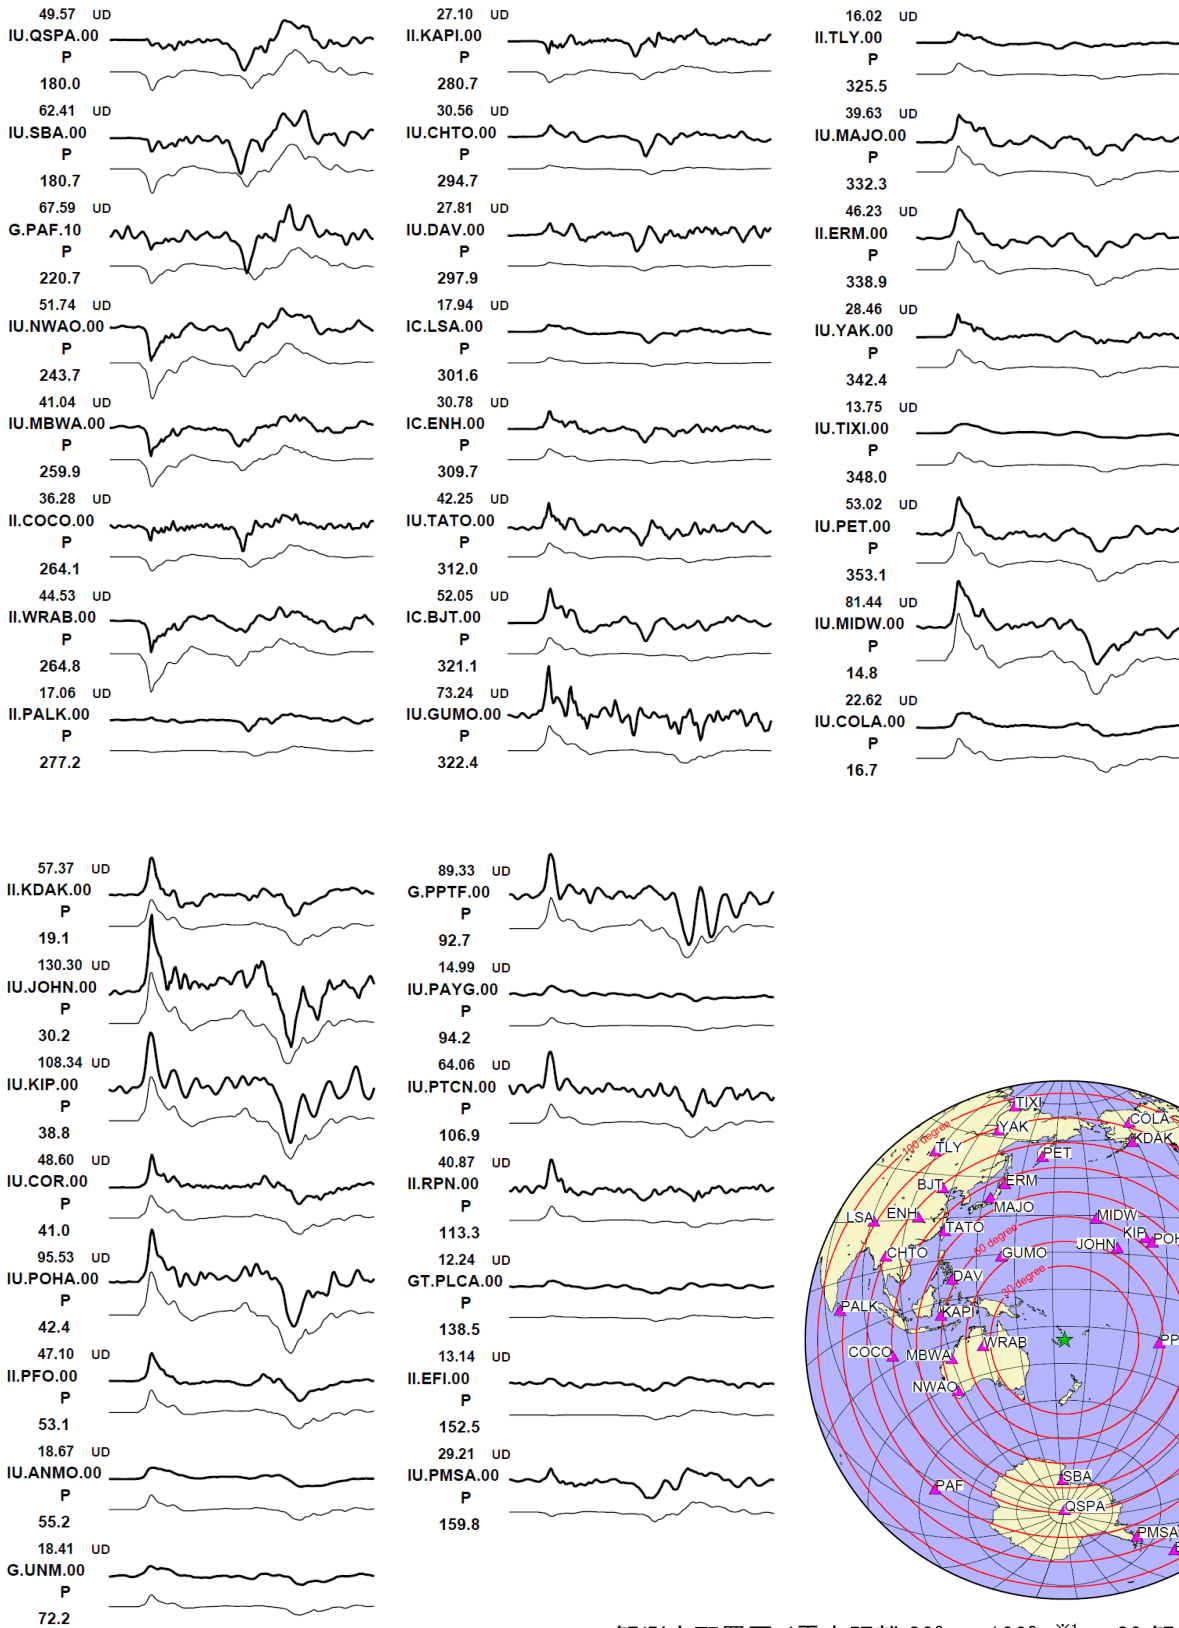 49.57 UD
IU.QSPA.00
P
180.0
62.41 UD
IU.SBA.00
P
180.7
67.59 UD
G.PAF.10
P
220.7
51.74 UD
IU.NWAO.00
P
243.7
41.04 UD
IU.MBWA.00
P
259.9
36.28 UD
II.COCO.00
P
264.1
44.53 UD
II.WRAB.00
P
264.8
17.06 UD
II.PALK.00
P
277.2
27.10 UD
II.KAPI.00
P
280.7
30.56 UD
IU.CHTO.00
P
294.7
27.81 UD
IU.DAV.00
P
297.9
17.94 UD
IC.LSA.00
P
301.6
30.78 UD
IC.ENH.00
P
309.7
42.25 UD
IU.TATO.00
P
312.0
52.05 UD
IC.BJT.00
P
321.1
73.24 UD
IU.GUMO.00
P
322.4
16.02 UD
II.TLY.00
P
325.5
39.63 UD
IU.MAJO.00
P
332.3
46.23 UD
II.ERM.00
P
338.9
28.46 UD
IU.YAK.00
P
342.4
13.75 UD
IU.TIXI.00
P
348.0
53.02 UD
IU.PET.00
P
353.1
81.44 UD
IU.MIDW.00
P
14.8
22.62 UD
IU.COLA.00
P
16.7
57.37 UD
II.KDAK.00
P
19.1
130.30 UD
IU.JOHN.00
P
30.2
108.34 UD
IU.KIP.00
P
38.8
48.60 UD
IU.COR.00
P
41.0
95.53 UD
IU.POHA.00
P
42.4
47.10 UD
II.PFO.00
P
53.1
18.67 UD
IU.ANMO.00
P
55.2
18.41 UD
G.UNM.00
P
72.2
89.33 UD
G.PPTF.00
P
92.7
14.99 UD
IU.PAYG.00
P
94.2
64.06 UD
IU.PTCN.00
P
106.9
40.87 UD
II.RPN.00
P
113.3
12.24 UD
GT.PLCA.00
P
138.5
13.14 UD
II.EFI.00
P
152.5
29.21 UD
IU.PMSA.00
P
159.8
TIXI
COLA
100 degree
YAK
KDAK
TLY
PET
BJT
ERM
MAJO
LSA
ENH
MIDW
TATO
KIP
POH
60 degree
JOHN
CHTO
GUMO
DAV
30 degree
PALK
KAPI
WRAB
PP
COCO
MBWA
NWAO
SBA
PAF
QSPA
PMSA